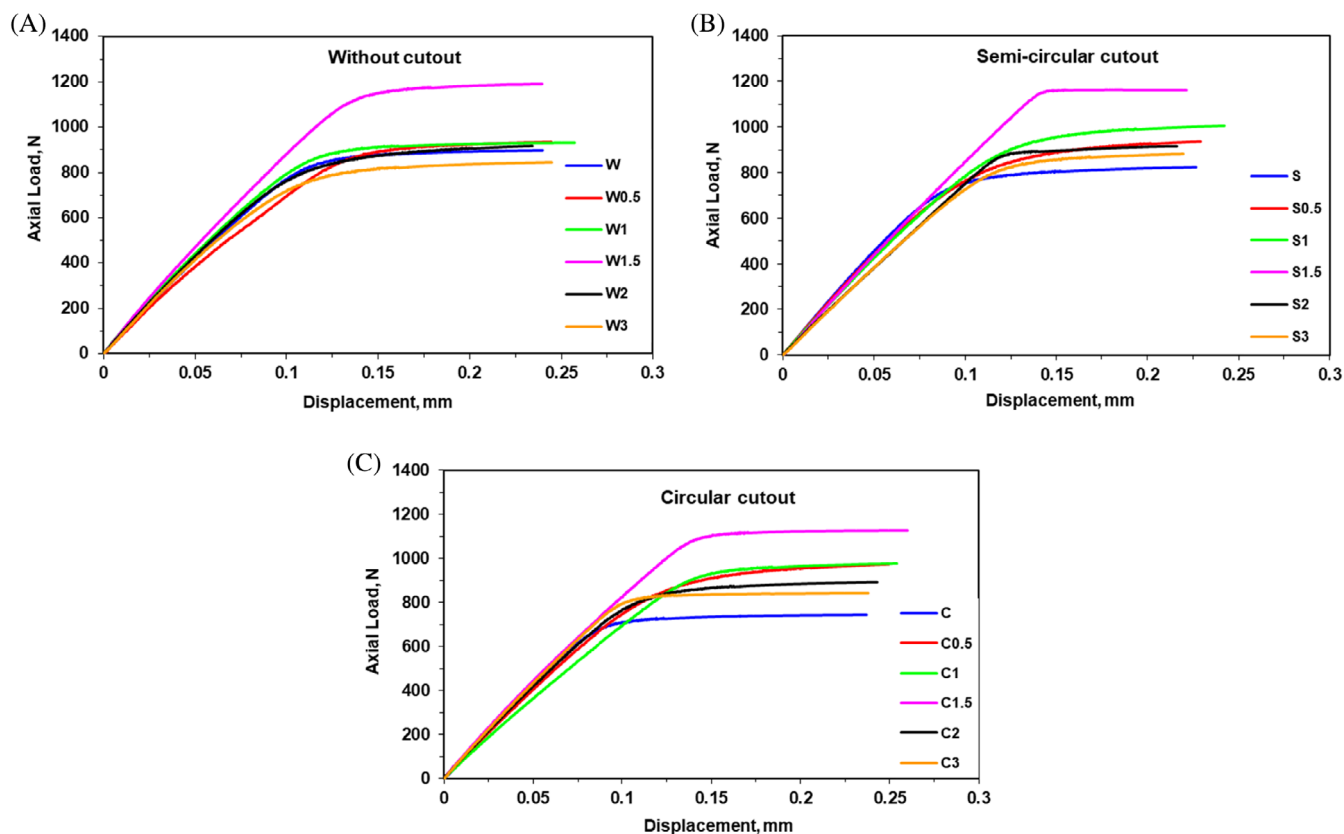 (A)
Without cutout
Axial Load, N
1400
1200
1000
800
600
400
200
0
0 0.05 0.1 0.15 0.2 0.25 0.3
Displacement, mm
W
W0.5
W1
W1.5
W2
W3
(B)
Semi-circular cutout
Axial Load, N
1400
1200
1000
800
600
400
200
0
0 0.05 0.1 0.15 0.2 0.25 0.3
Displacement, mm
S
S0.5
S1
S1.5
S2
S3
(C)
Circular cutout
Axial Load, N
1400
1200
1000
800
600
400
200
0
0 0.05 0.1 0.15 0.2 0.25 0.3
Displacement, mm
C
C0.5
C1
C1.5
C2
C3